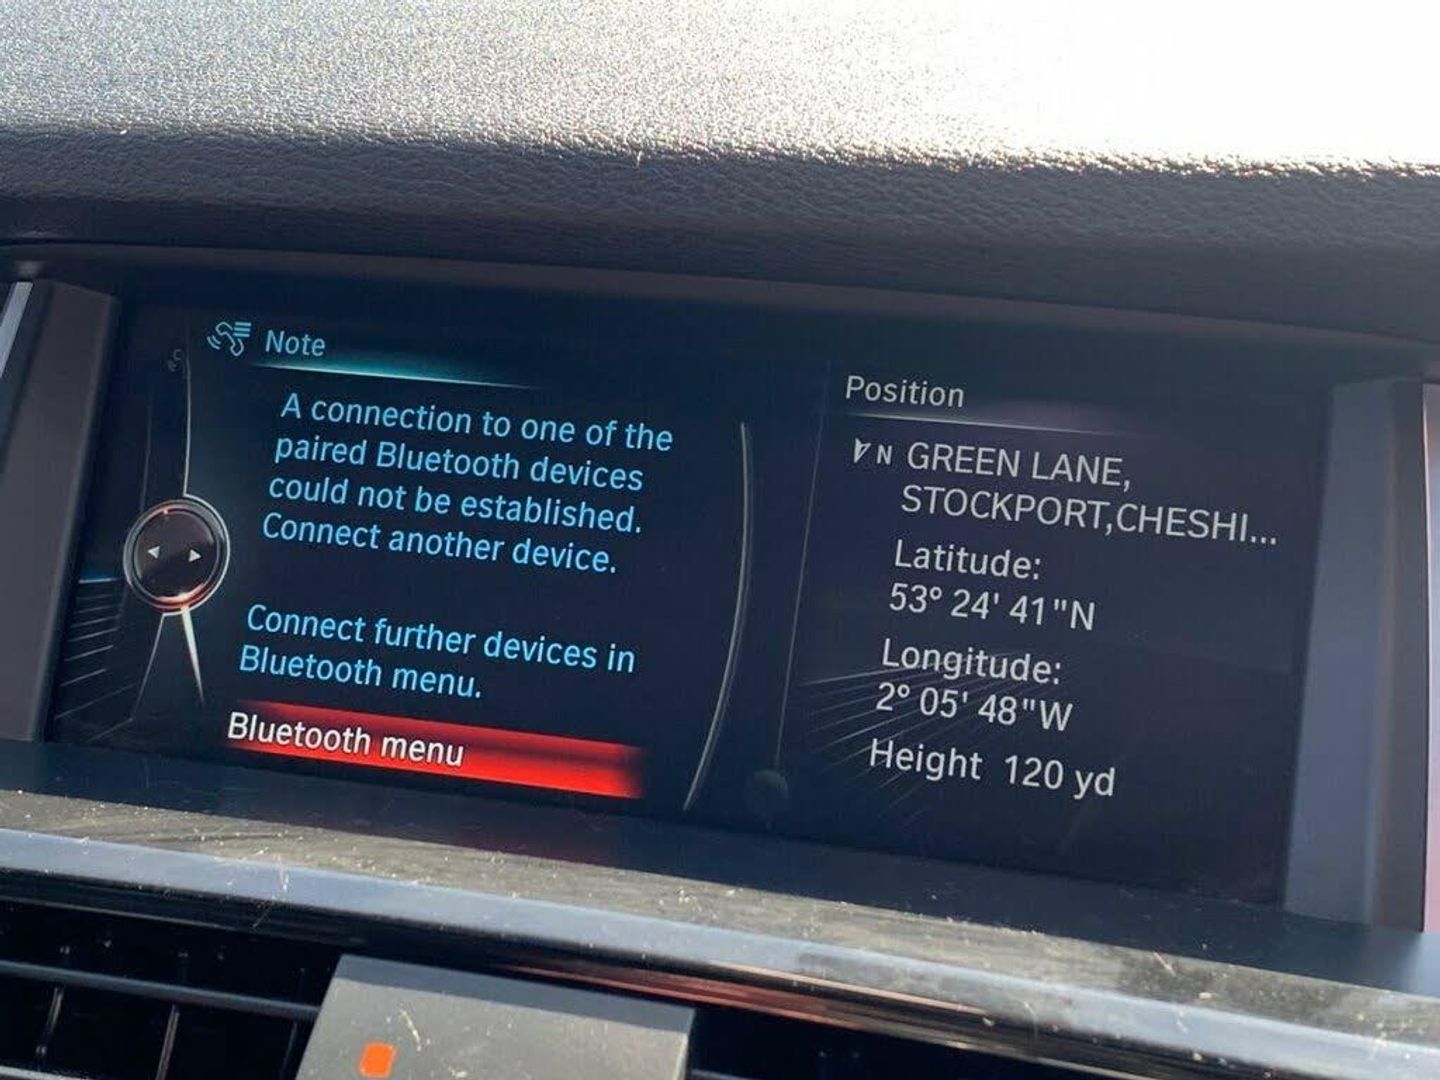 Note
A connection to one of the
paired Bluetooth devices
could not be established.
Connect another device.
Connect further devices in
Bluetooth menu.
Bluetooth menu
Position
N GREEN LANE,
STOCKPORT,CHESHI...
Latitude:
53° 24' 41"N
Longitude:
2° 05' 48"W
Height 120 yd